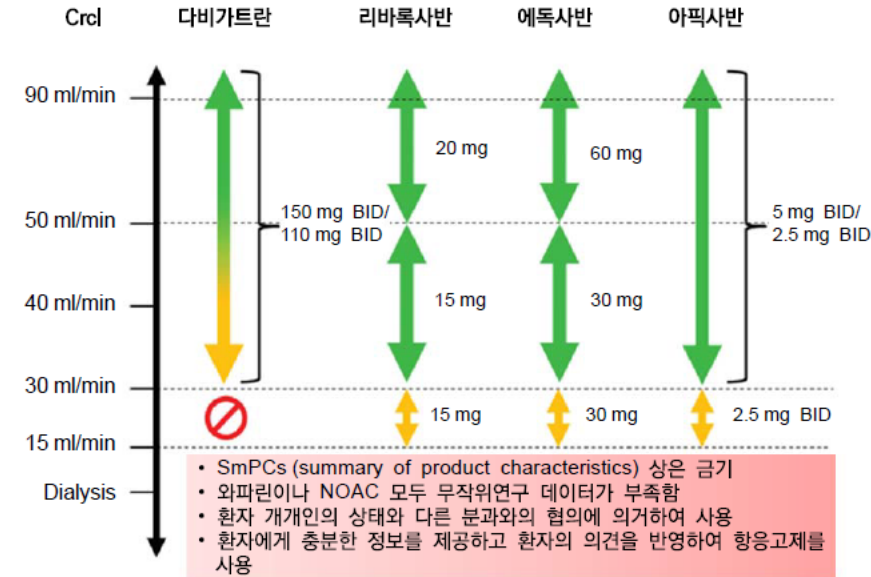 Crcl 다비가트란 리바록사반 에독사반 아픽사반
90 ml/min
20 mg 60 mg
50 ml/min 150 mg BID/ 5 mg BID/
110 mg BID 2.5 mg BID
40 ml/min 15 mg 30 mg
30 ml/min
15 mg 30 mg 2.5 mg BID
15 ml/min
Dialysis
• SmPCs (summary of product characteristics) 상은 금기
• 와파린이나 NOAC 모두 무작위연구 데이터가 부족함
• 환자 개개인의 상태와 다른 분과와의 협의에 의거하여 사용
• 환자에게 충분한 정보를 제공하고 환자의 의견을 반영하여 항응고제를
사용